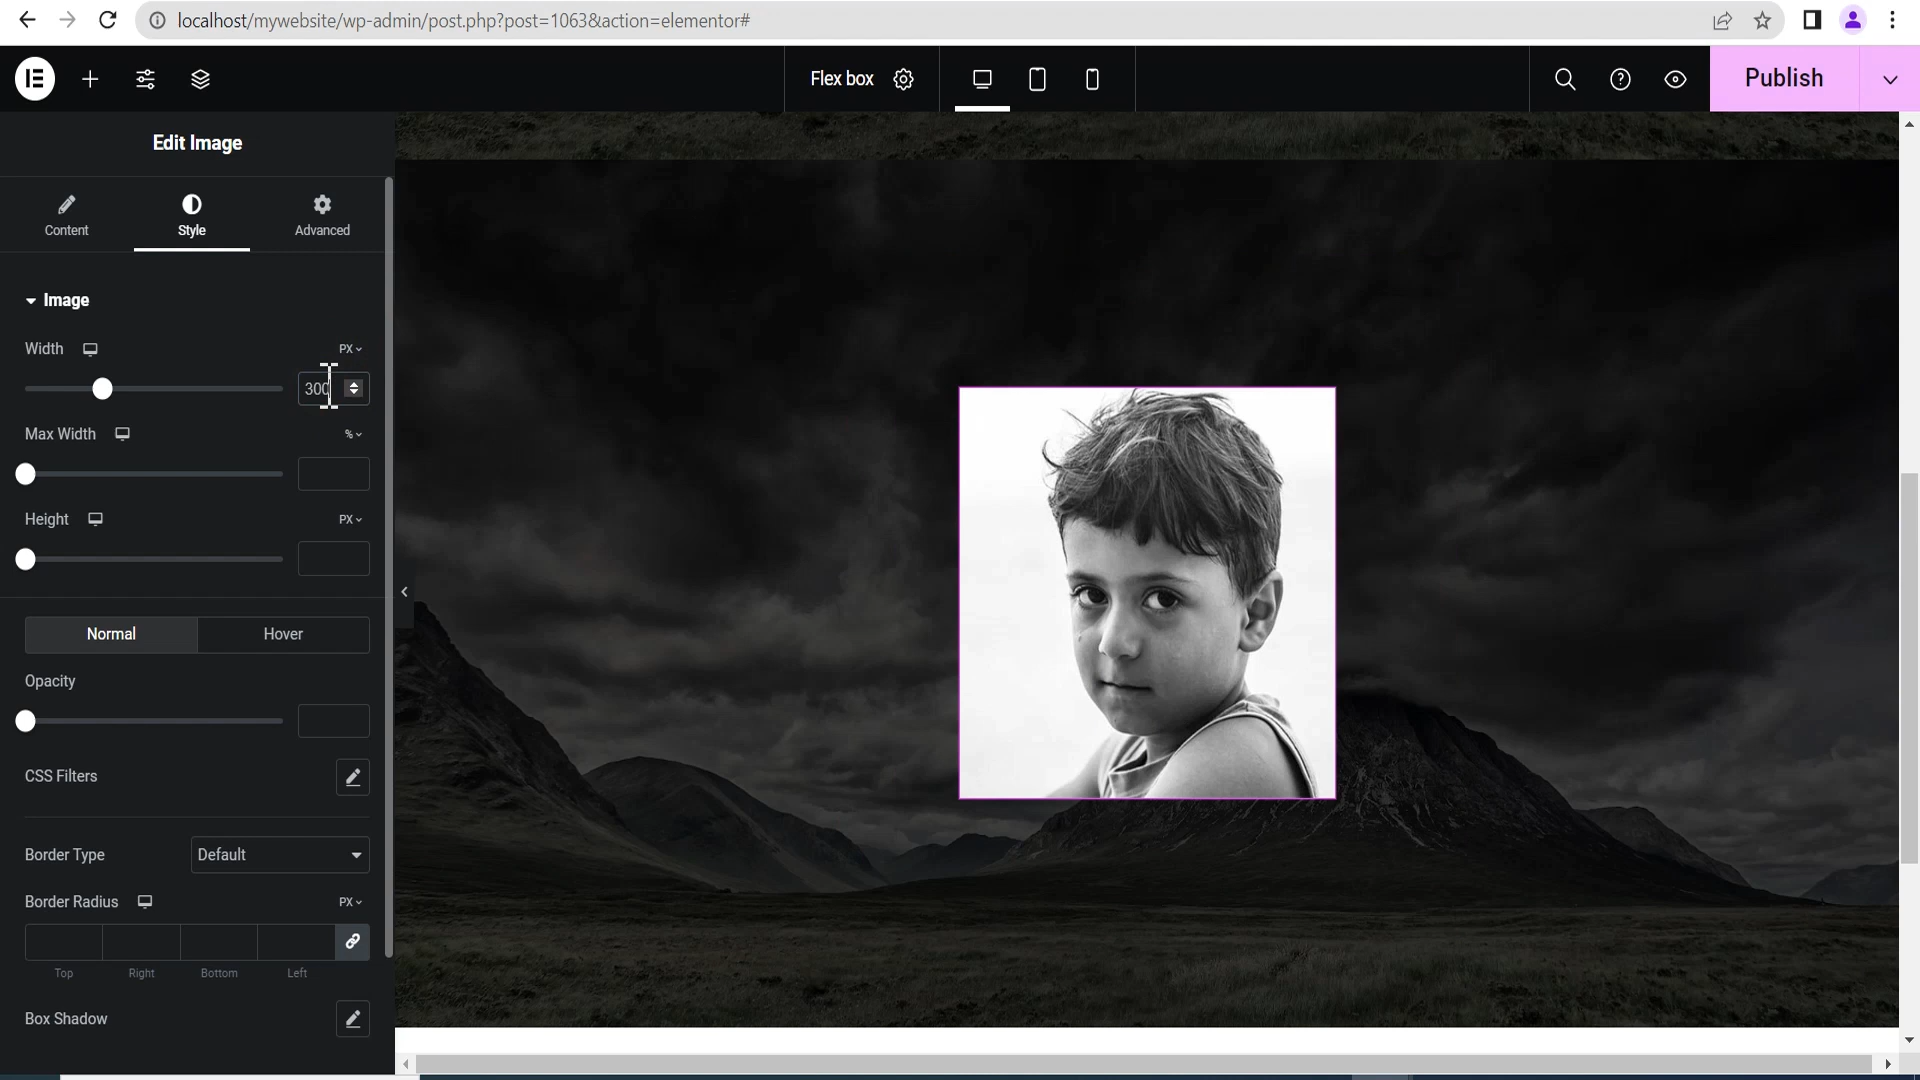 localhost/mywebsite/wp-admin/post.php?post=1063&action=elementor#
Flex box
Publish
Edit Image
Content
Style
Advanced
Image
Width
PX
300
Max Width
%
Height
PX
Normal
Hover
Opacity
CSS Filters
Border Type
Default
Border Radius
PX
Top
Right
Bottom
Left
Box Shadow